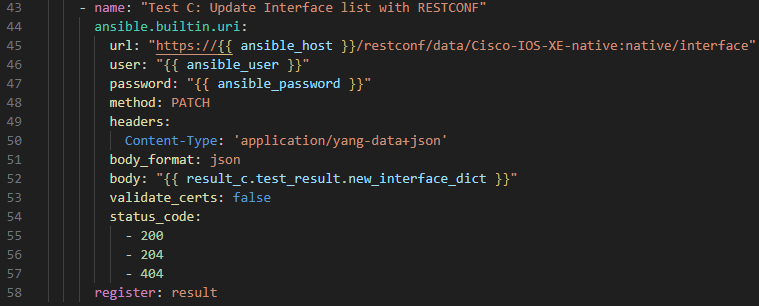 43 - name: "Test C: Update Interface list with RESTCONF"
44 ansible.builtin.uri:
45 url: "https://{{ ansible_host }}/restconf/data/Cisco-IOS-XE-native:native/interface"
46 user: "{{ ansible_user }}"
47 password: "{{ ansible_password }}"
48 method: PATCH
49 headers:
50 Content-Type: 'application/yang-data+json'
51 body_format: json
52 body: "{{ result_c.test_result.new_interface_dict }}"
53 validate_certs: false
54 status_code:
55 - 200
56 - 204
57 - 404
58 register: result